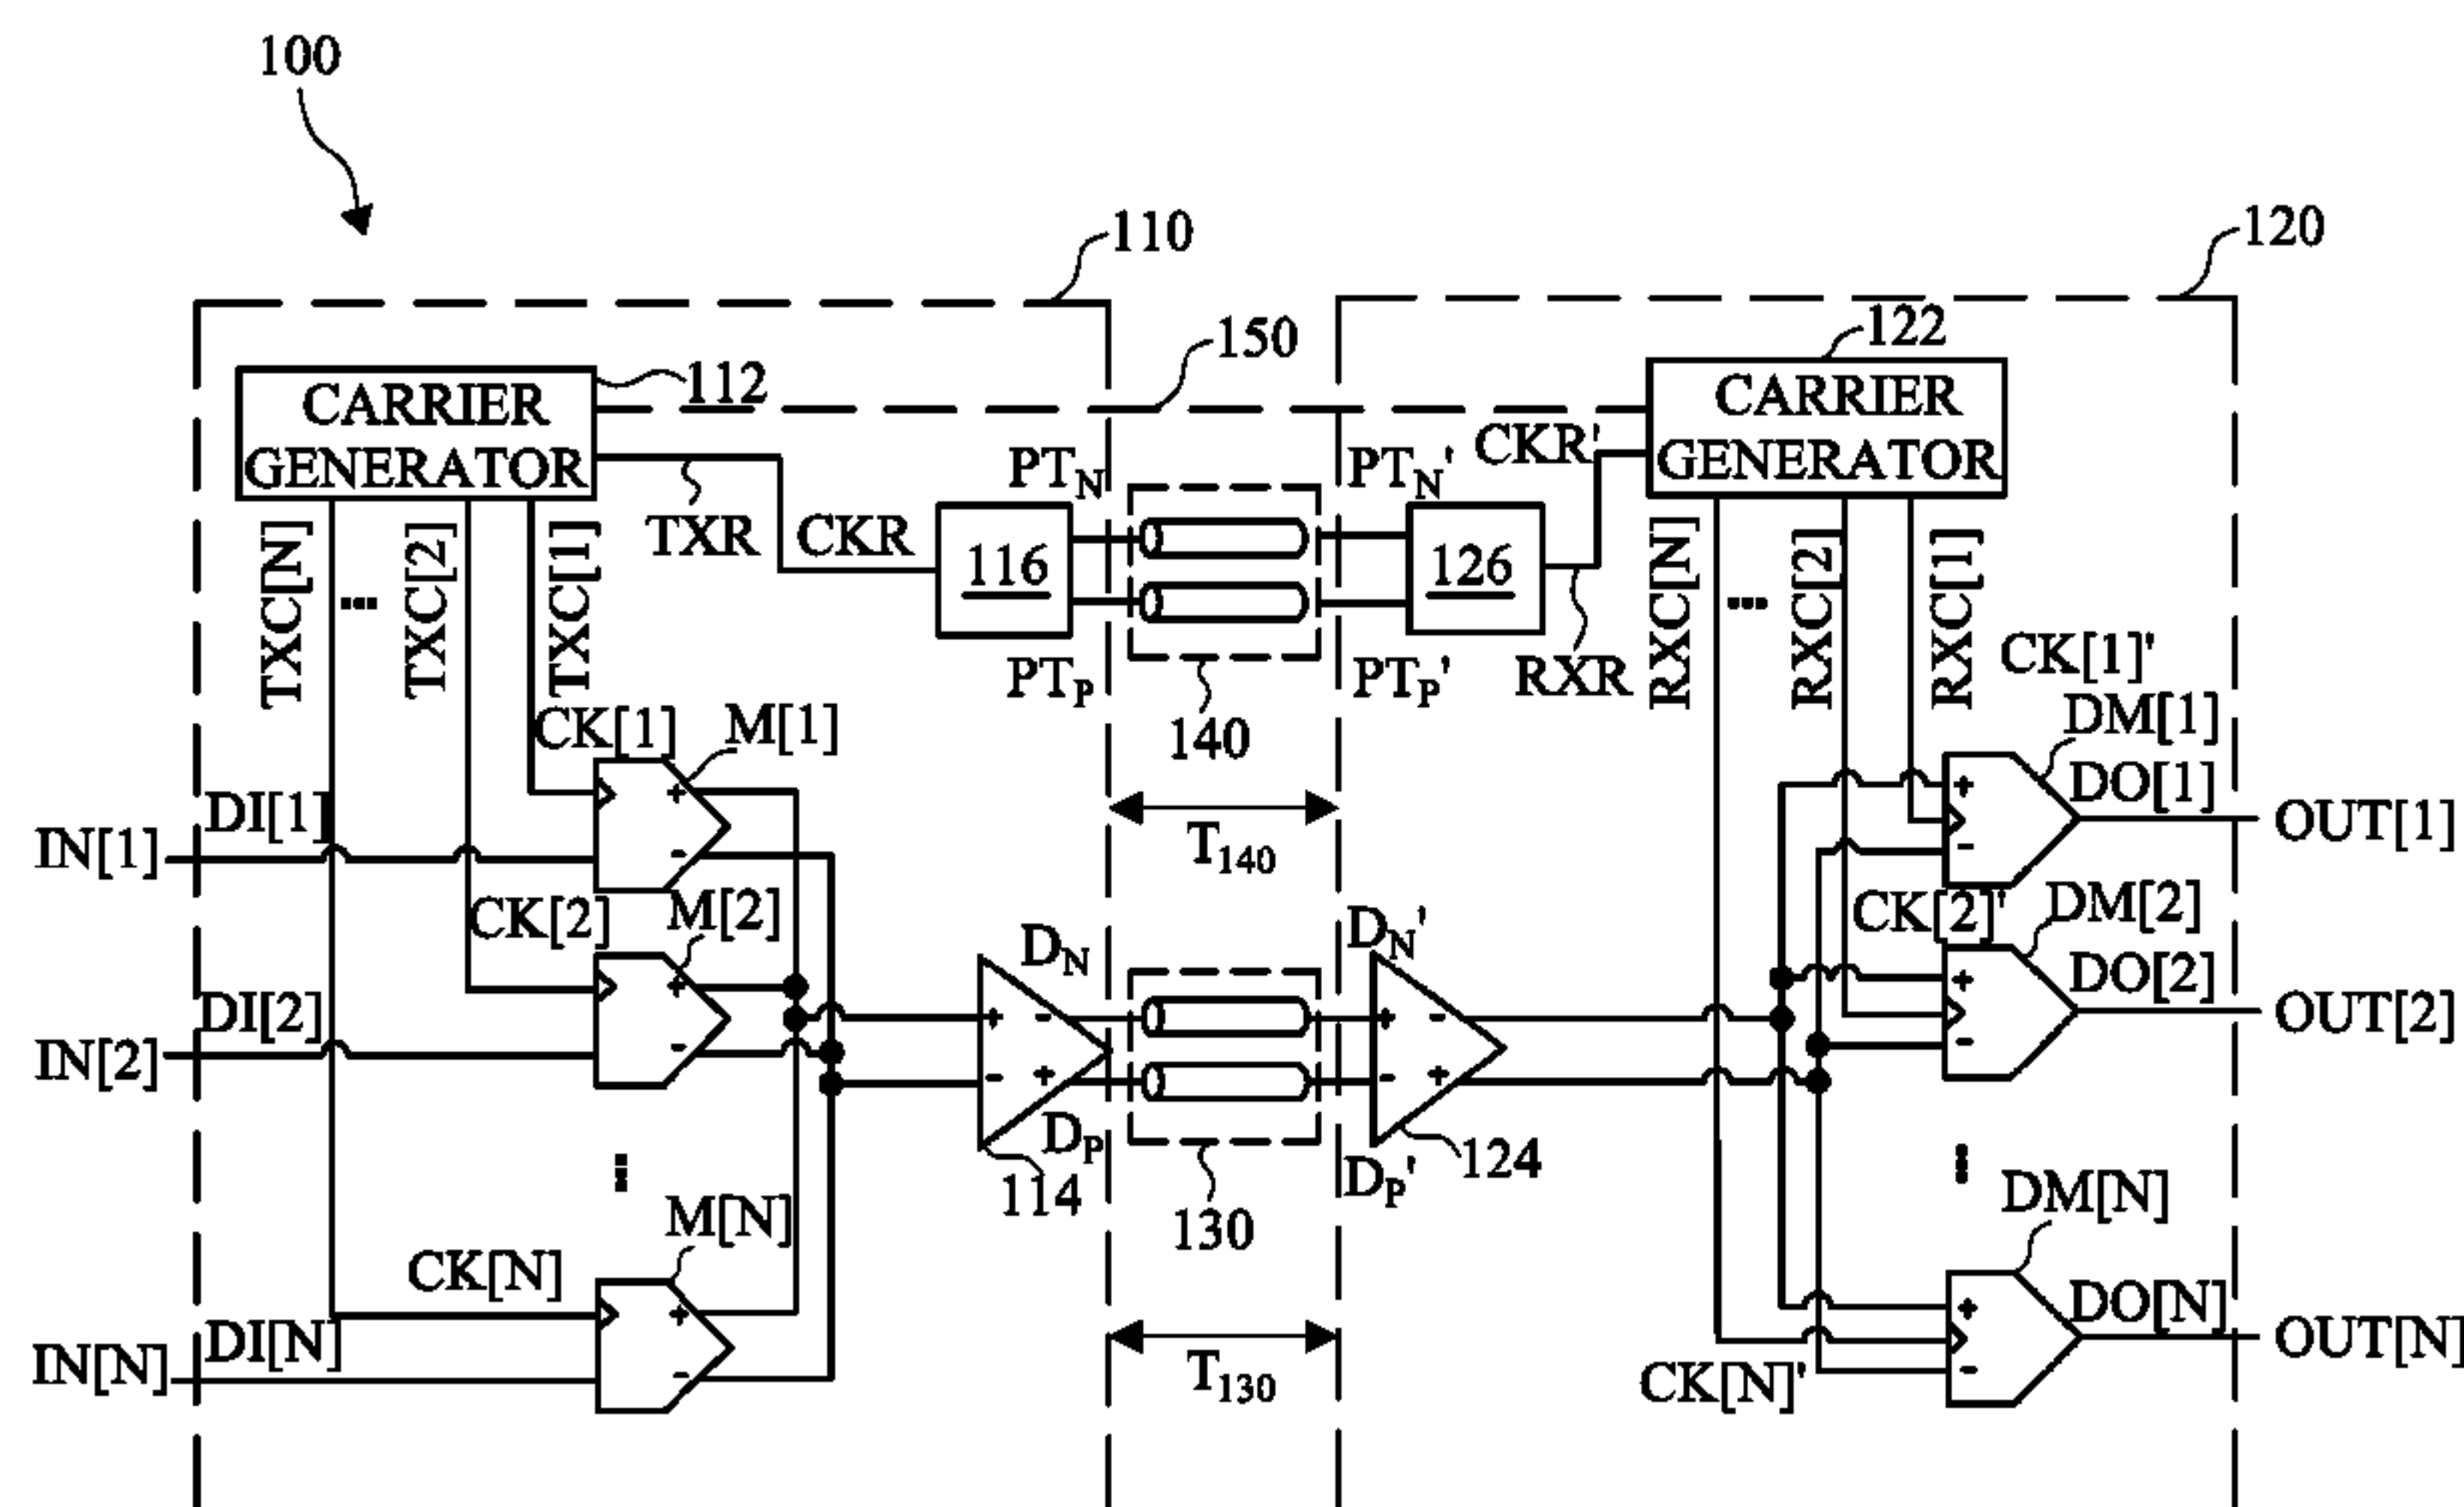 100
110
120
150
122
112
CARRIER
GENERATOR
CARRIER
GENERATOR
CKR'
PT_N
PT_N'
TXR
CKR
116
126
TXC[N]
...
TXC[2]
TXC[1]
RXC[N]
...
RXC[2]
RXC[1]
PT_P
PT_P'
RXR
140
CK[1]'
DM[1]
CK[1]
M[1]
DI[1]
IN[1]
+
-
T_140
+
-
DO[1]
OUT[1]
CK[2]
M[2]
D_N
D_N'
CK[2]'
DM[2]
DI[2]
IN[2]
+
-
+
-
-
+
+
-
-
+
+
-
DO[2]
OUT[2]
D_P
D_P'
114
130
124
...
...
M[N]
DM[N]
CK[N]
DI[N]
IN[N]
+
-
T_130
CK[N]'
+
-
DO[N]
OUT[N]